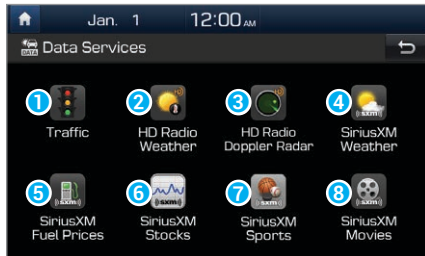 Jan. 1 12:00 AM
DATA Data Services
1 2 3 4
Traffic HD Radio Weather HD Radio Doppler Radar SiriusXM Weather
5 6 7 8
((sxm)) ((sxm)) ((sxm)) ((sxm)) ((sxm))
SiriusXM Fuel Prices SiriusXM Stocks SiriusXM Sports SiriusXM Movies